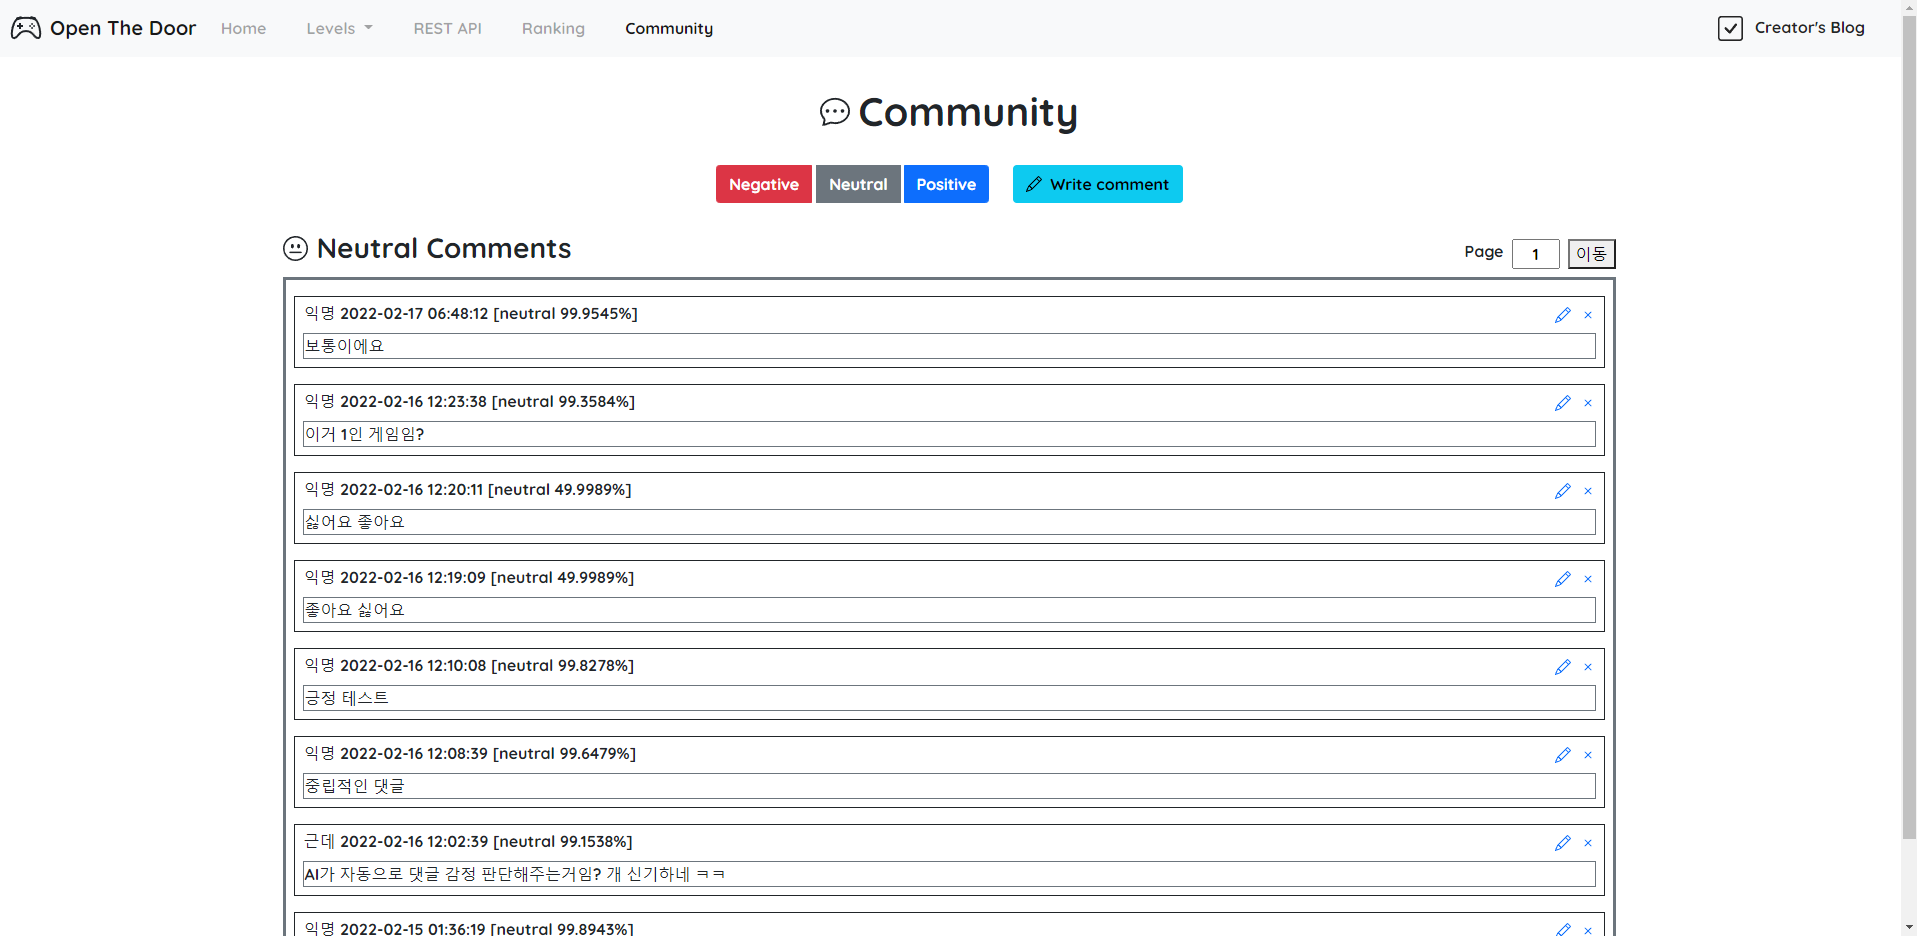 Open The Door Home Levels REST API Ranking Community Creator's Blog
Community
Negative Neutral Positive Write comment
Neutral Comments Page 1 이동
익명 2022-02-17 06:48:12 [neutral 99.9545%]
보통이에요
익명 2022-02-16 12:23:38 [neutral 99.3584%]
이거 1인 게임임?
익명 2022-02-16 12:20:11 [neutral 49.9989%]
싫어요 좋아요
익명 2022-02-16 12:19:09 [neutral 49.9989%]
좋아요 싫어요
익명 2022-02-16 12:10:08 [neutral 99.8278%]
긍정 테스트
익명 2022-02-16 12:08:39 [neutral 99.6479%]
중립적인 댓글
근데 2022-02-16 12:02:39 [neutral 99.1538%]
AI가 자동으로 댓글 감정 판단해주는거임? 개 신기하네 ㅋㅋ
익명 2022-02-15 01:36:19 [neutral 99.8943%]